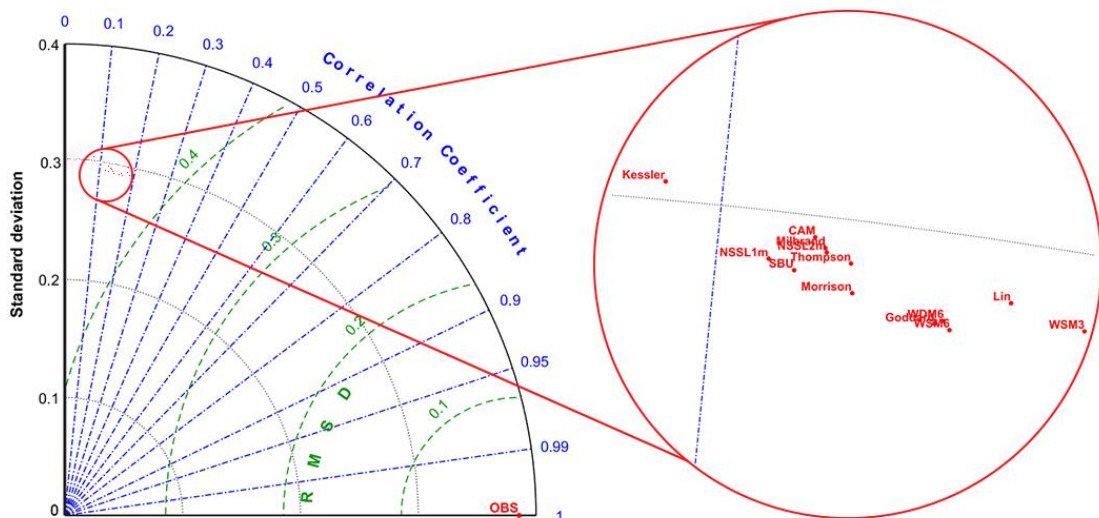 0
0.1
0.2
0.3
0.4
0.5
0.6
0.7
0.8
0.9
0.95
0.99
1
Correlation Coefficient
0.4
0.3
0.2
0.1
0
Standard deviation
0.4
0.3
0.2
0.1
RMSD
OBS
Kessler
CAM
Milbrand
NSSL2m
NSSL1m
Thompson
SBU
Morrison
Lin
WDM6
Goddard
WSM6
WSM3